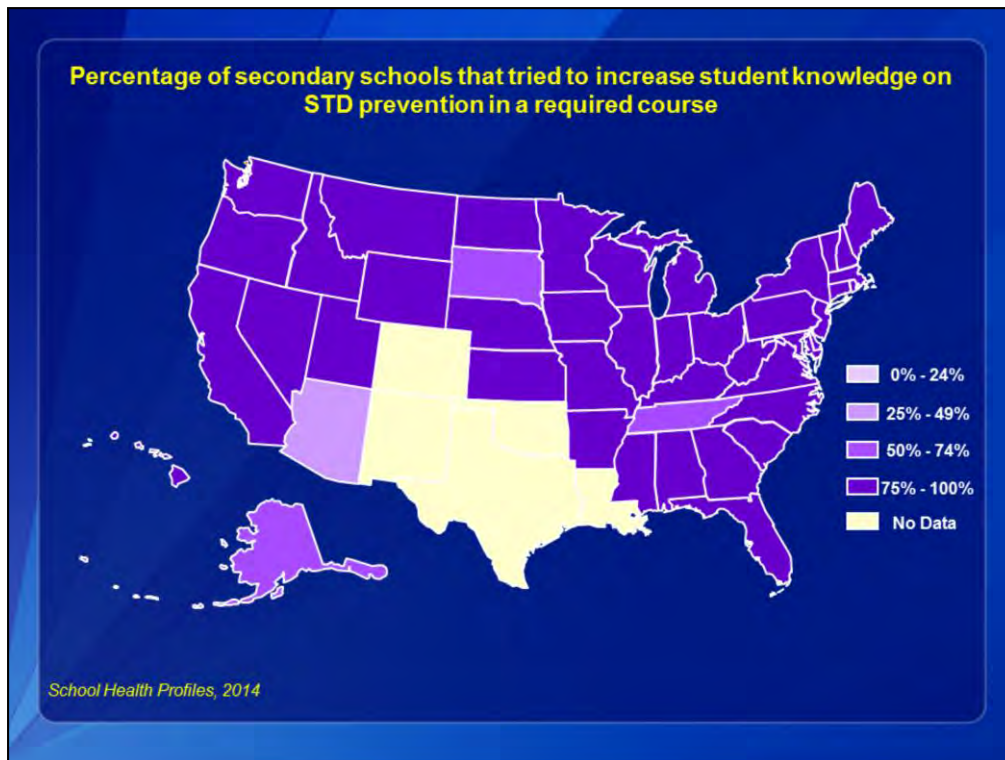 Percentage of secondary schools that tried to increase student knowledge on
STD prevention in a required course
0% - 24%
25% - 49%
50% - 74%
75% - 100%
No Data
School Health Profiles, 2014